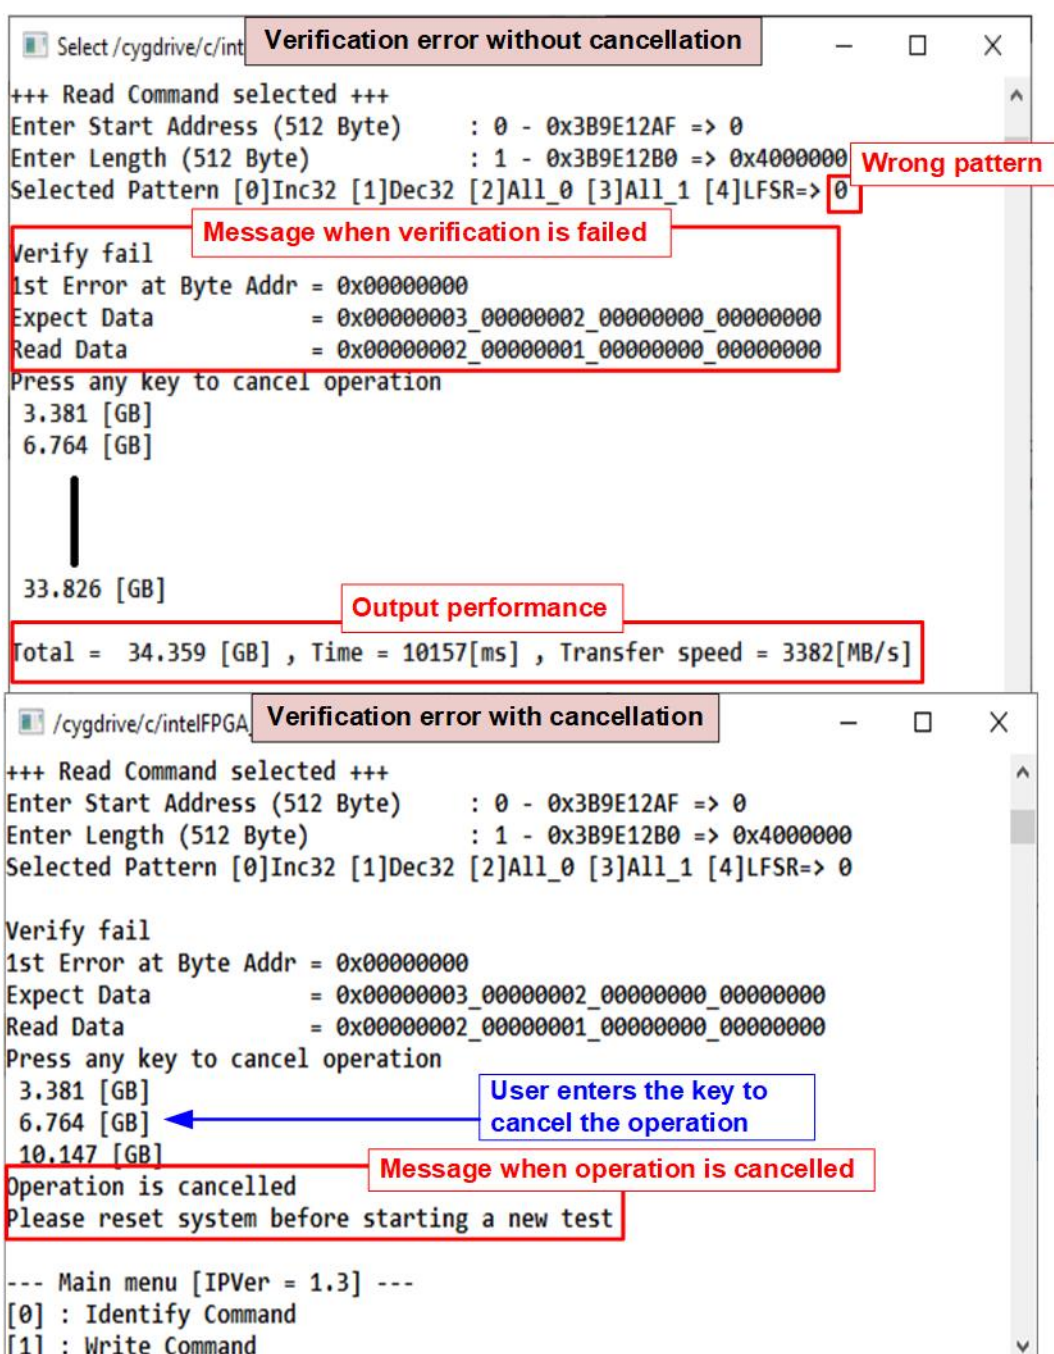 Select /cygdrive/c/int
Verification error without cancellation
+++ Read Command selected +++
Enter Start Address (512 Byte) : 0 - 0x3B9E12AF => 0
Enter Length (512 Byte) : 1 - 0x3B9E12B0 => 0x4000000
Wrong pattern
Selected Pattern [0]Inc32 [1]Dec32 [2]All_0 [3]All_1 [4]LFSR=> 0
Message when verification is failed
Verify fail
1st Error at Byte Addr = 0x00000000
Expect Data = 0x00000003_00000002_00000000_00000000
Read Data = 0x00000002_00000001_00000000_00000000
Press any key to cancel operation
3.381 [GB]
6.764 [GB]
33.826 [GB]
Output performance
Total = 34.359 [GB] , Time = 10157[ms] , Transfer speed = 3382[MB/s]
/cygdrive/c/intelFPGA_
Verification error with cancellation
+++ Read Command selected +++
Enter Start Address (512 Byte) : 0 - 0x3B9E12AF => 0
Enter Length (512 Byte) : 1 - 0x3B9E12B0 => 0x4000000
Selected Pattern [0]Inc32 [1]Dec32 [2]All_0 [3]All_1 [4]LFSR=> 0
Verify fail
1st Error at Byte Addr = 0x00000000
Expect Data = 0x00000003_00000002_00000000_00000000
Read Data = 0x00000002_00000001_00000000_00000000
Press any key to cancel operation
3.381 [GB]
User enters the key to
6.764 [GB]
cancel the operation
10.147 [GB]
Message when operation is cancelled
Operation is cancelled
Please reset system before starting a new test
--- Main menu [IPVer = 1.3] ---
[0] : Identify Command
[1] : Write Command